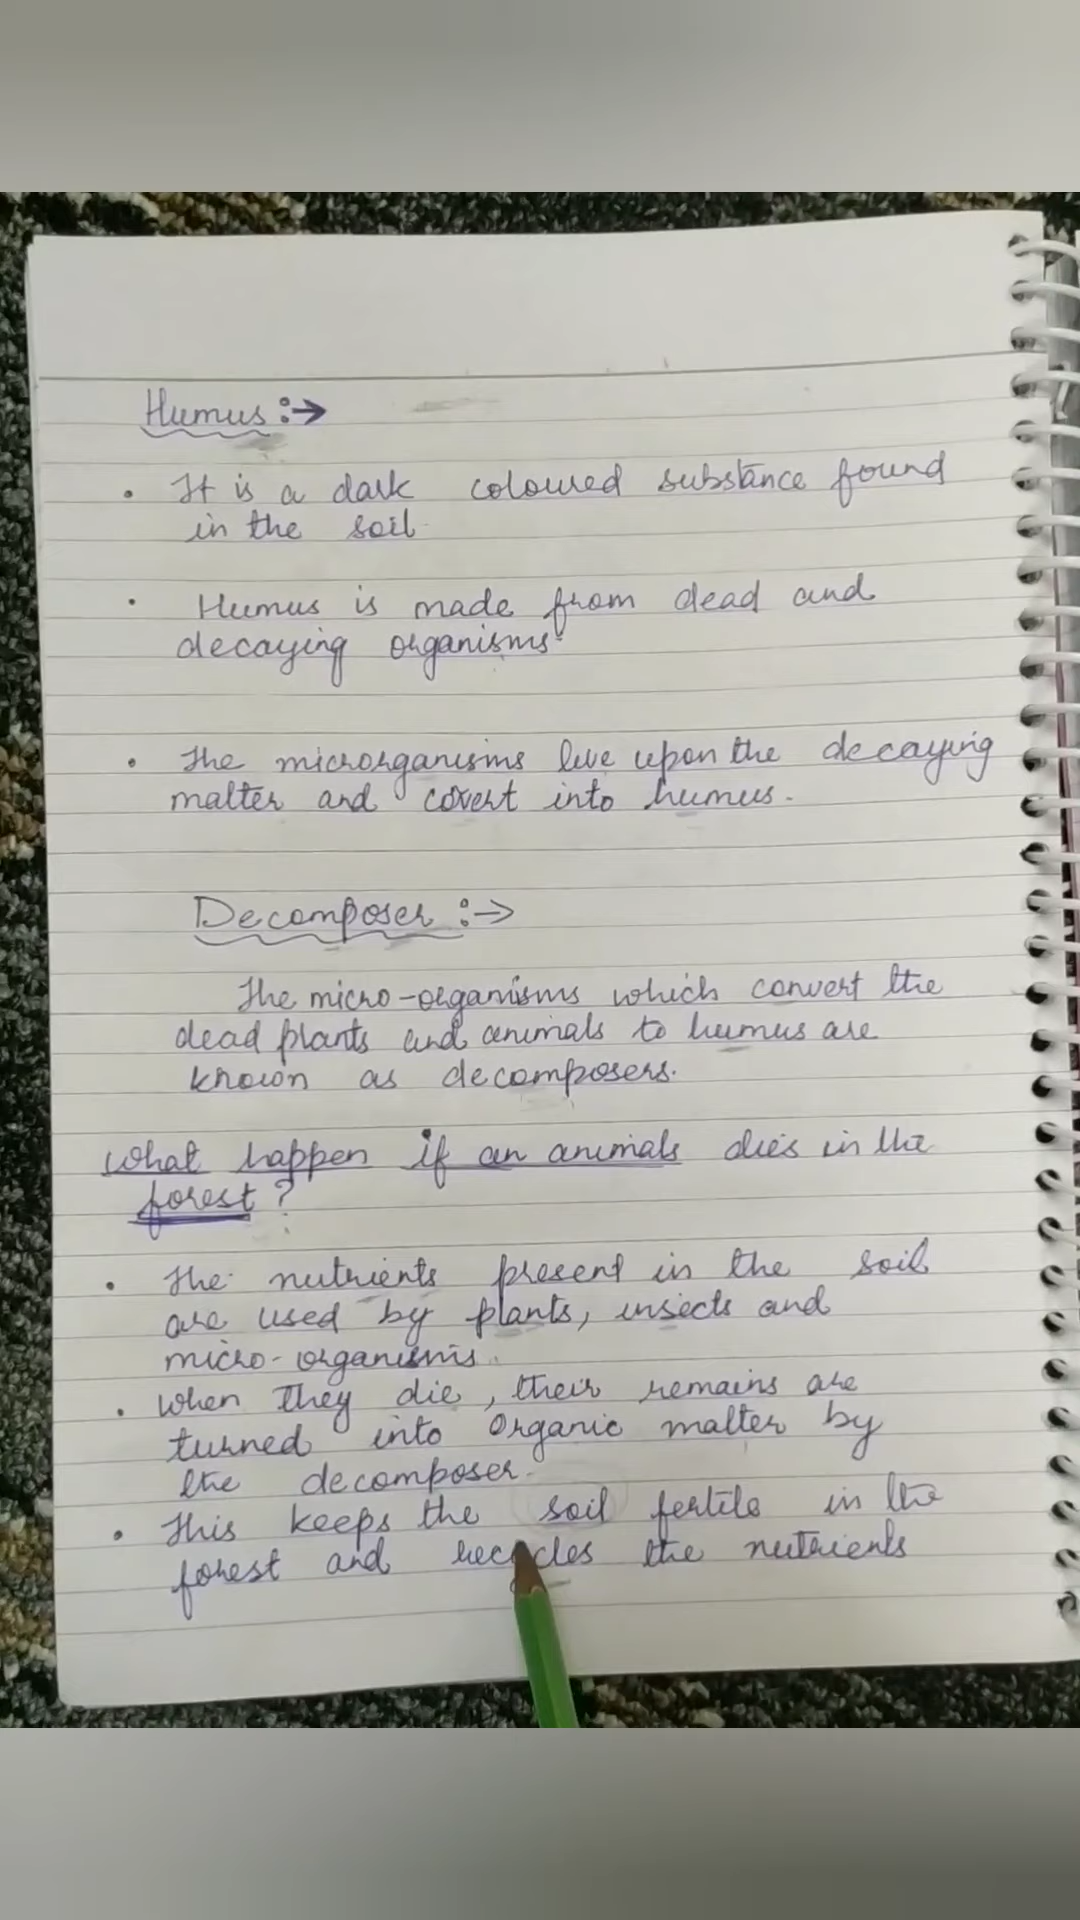 Humus :→
• It is a dark coloured substance found
in the soil.
• Humus is made from dead and
decaying organisms.
• The microrganisms live upon the decaying
matter and covert into humus.
Decomposer :→
The micro-organisms which convert the
dead plants and animals to humus are
known as decomposers.
What happen if an animals dies in the
forest?
• The nutrients present in the soil
are used by plants, insects and
micro-organisms.
• When they die, their remains are
turned into organic matter by
the decomposer.
• This keeps the soil fertile in the
forest and recycles the nutrients